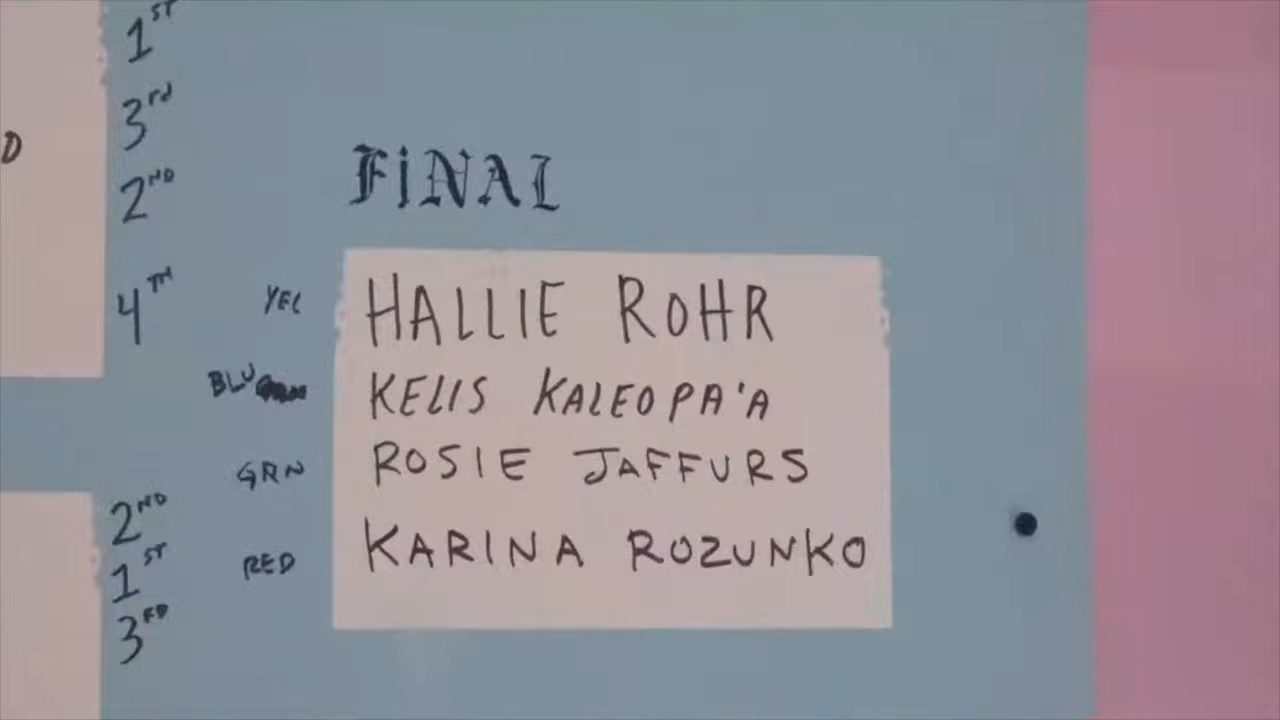 1ST
3rd
2ND
4TH
D
FiNAL
YEL HALLIE ROHR
BLU KELIS KALEOPA'A
GRN ROSIE JAFFURS
RED KARINA ROZUNKO
2ND
1ST
3RD